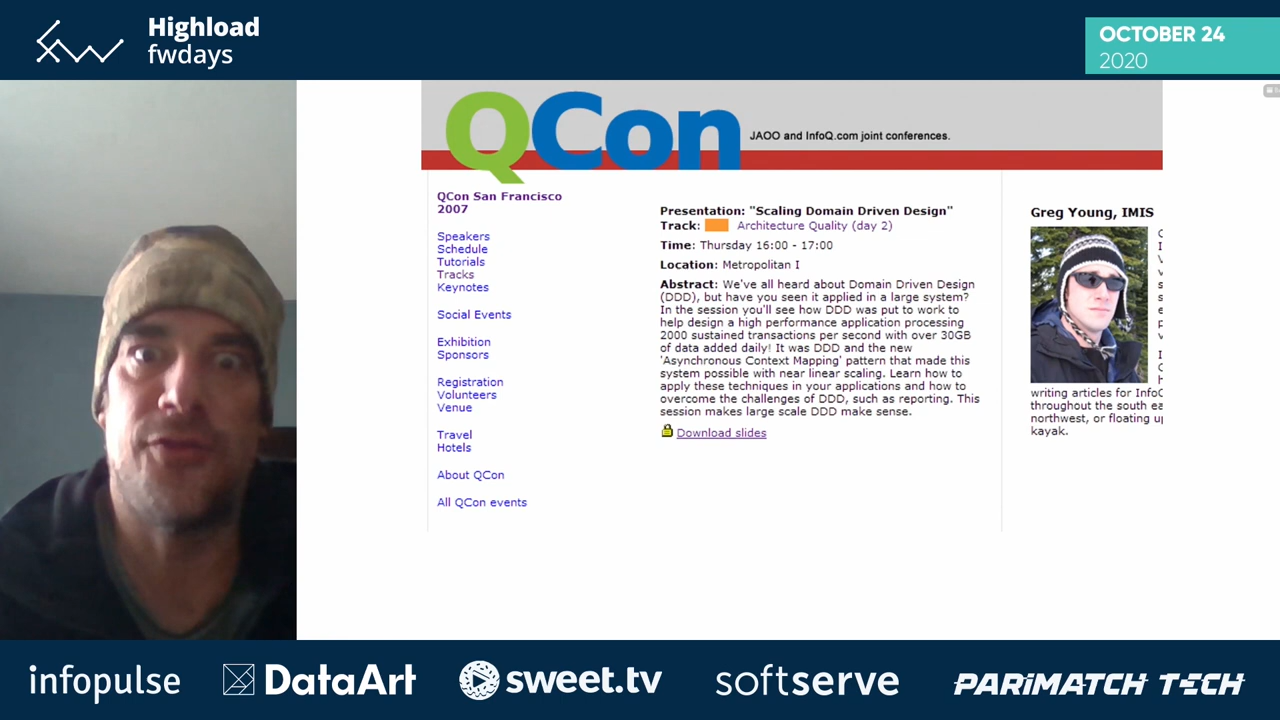 Highload
fwdays
OCTOBER 24
2020
QCon
JAOO and InfoQ.com joint conferences.
QCon San Francisco
2007
Speakers
Schedule
Tutorials
Tracks
Keynotes
Social Events
Exhibition
Sponsors
Registration
Volunteers
Venue
Travel
Hotels
About QCon
All QCon events
Presentation: "Scaling Domain Driven Design"
Track: Architecture Quality (day 2)
Time: Thursday 16:00 - 17:00
Location: Metropolitan I
Abstract: We've all heard about Domain Driven Design
(DDD), but have you seen it applied in a large system?
In the session you'll see how DDD was put to work to
help design a high performance application processing
2000 sustained transactions per second with over 30GB
of data added daily! It was DDD and the new
'Asynchronous Context Mapping' pattern that made this
system possible with near linear scaling. Learn how to
apply these techniques in your applications and how to
overcome the challenges of DDD, such as reporting. This
session makes large scale DDD make sense.
Download slides
Greg Young, IMIS
writing articles for InfoQ
throughout the south ea
northwest, or floating up
kayak.
infopulse
DataArt
sweet.tv
softserve
PARIMATCH TECH